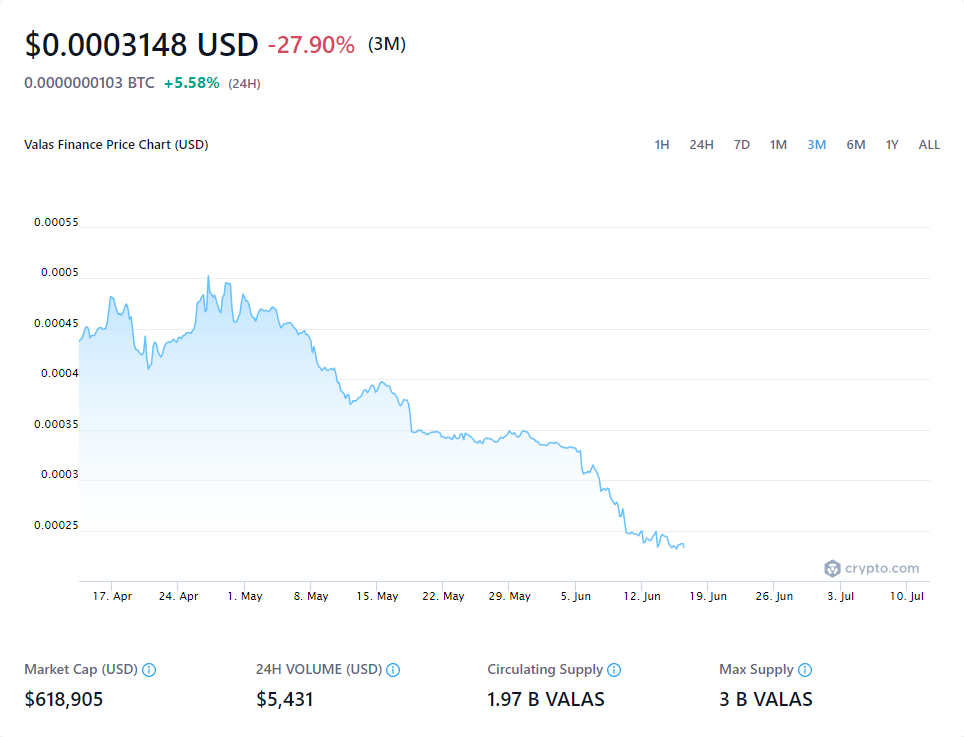 $0.0003148 USD -27.90% (3M)
0.0000000103 BTC +5.58% (24H)
Valas Finance Price Chart (USD) 1H 24H 7D 1M 3M 6M 1Y ALL
0.00055
0.0005
0.00045
0.0004
0.00035
0.0003
0.00025
crypto.com
17. Apr 24. Apr 1. May 8. May 15. May 22. May 29. May 5. Jun 12. Jun 19. Jun 26. Jun 3. Jul 10. Jul
Market Cap (USD) 24H VOLUME (USD) Circulating Supply Max Supply
$618,905 $5,431 1.97 B VALAS 3 B VALAS